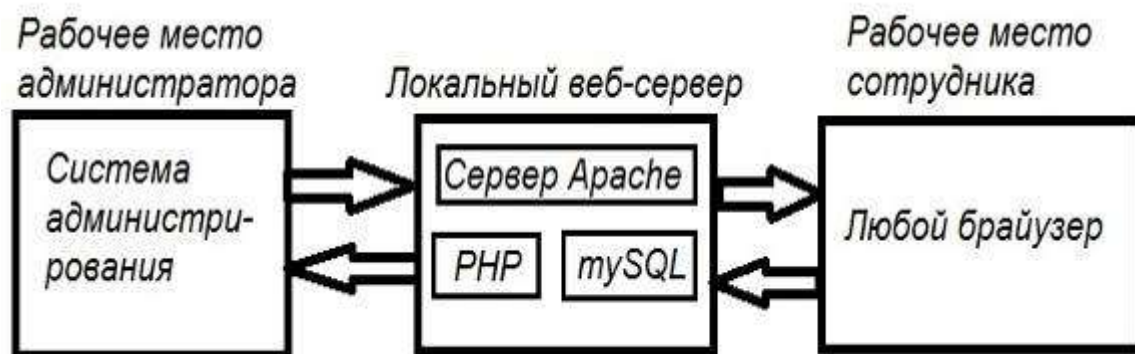 Рабочее место
администратора
Локальный веб-сервер
Рабочее место
сотрудника
Система
администри-
рования
Сервер Apache
PHP
mySQL
Любой брайузер